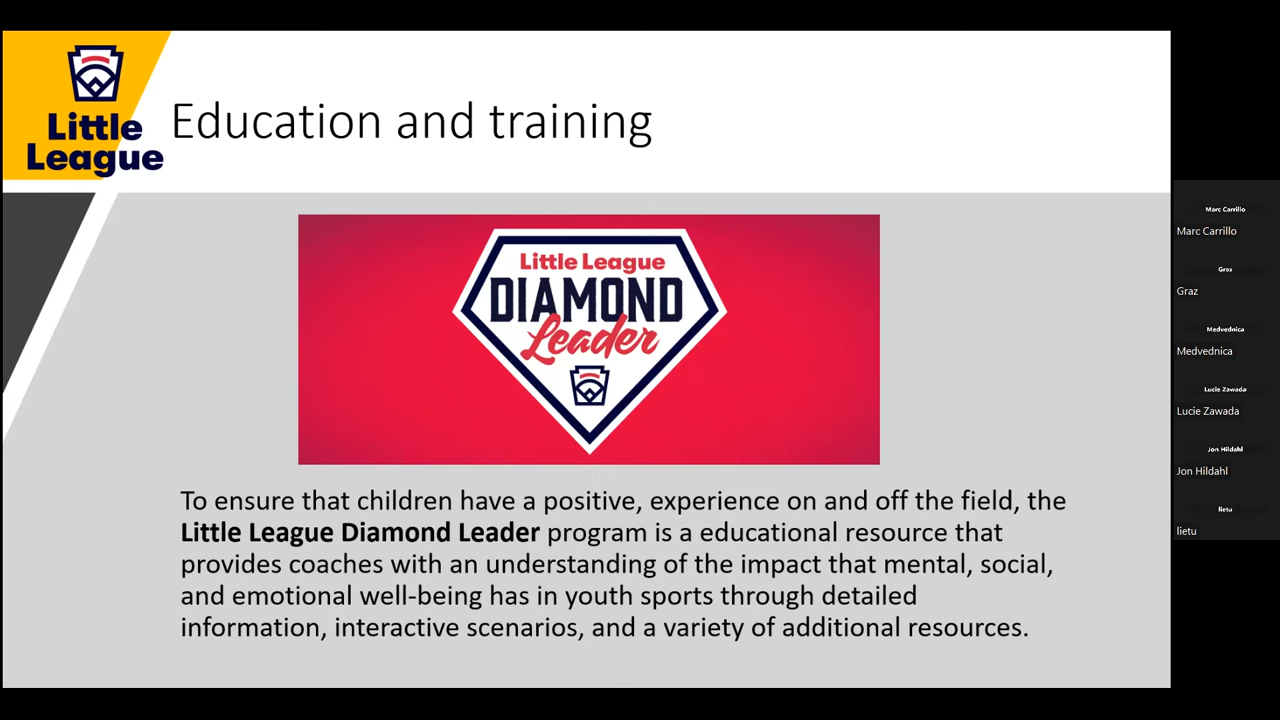 Little
League
Education and training
Little League
DIAMOND
Leader
To ensure that children have a positive, experience on and off the field, the
Little League Diamond Leader program is a educational resource that
provides coaches with an understanding of the impact that mental, social,
and emotional well-being has in youth sports through detailed
information, interactive scenarios, and a variety of additional resources.
Marc Carrillo
Marc Carrillo
Graz
Graz
Medvednica
Medvednica
Lucie Zawada
Lucie Zawada
Jon Hildahl
Jon Hildahl
lietu
lietu